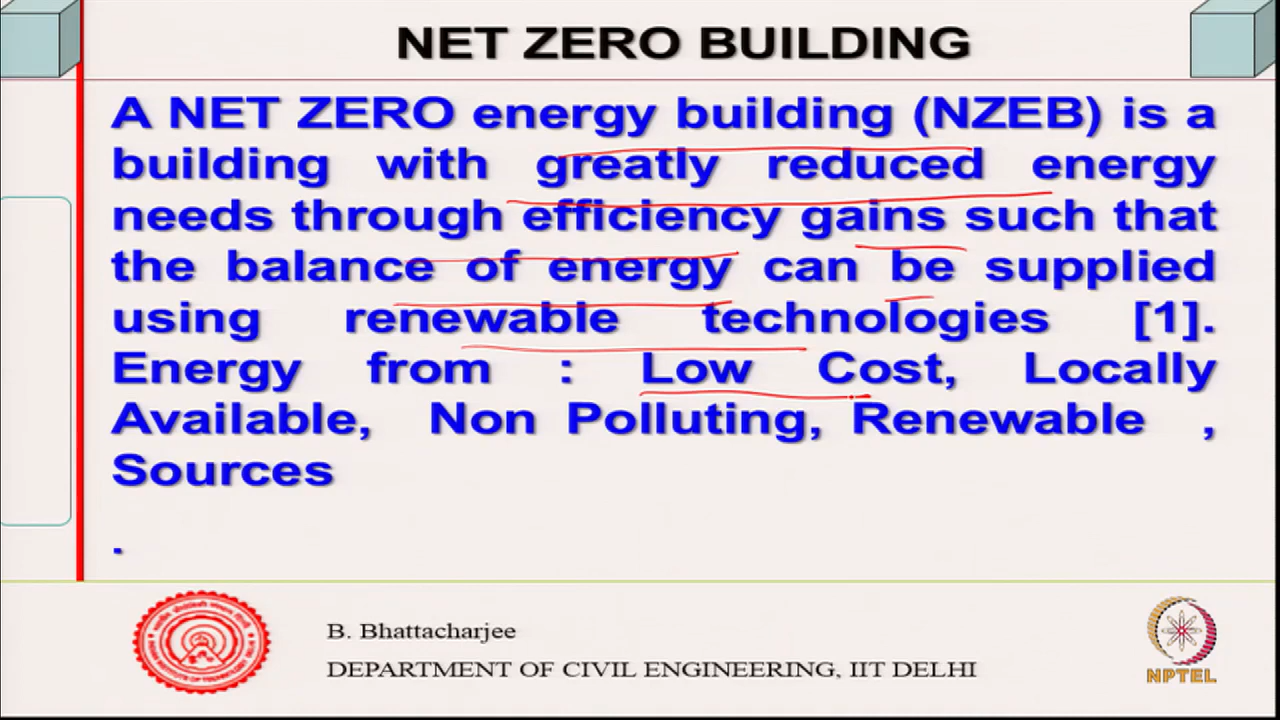 NET ZERO BUILDING
A NET ZERO energy building (NZEB) is a
building with greatly reduced energy
needs through efficiency gains such that
the balance of energy can be supplied
using renewable technologies [1].
Energy from : Low Cost, Locally
Available, Non Polluting, Renewable ,
Sources
.
B. Bhattacharjee
DEPARTMENT OF CIVIL ENGINEERING, IIT DELHI
NPTEL